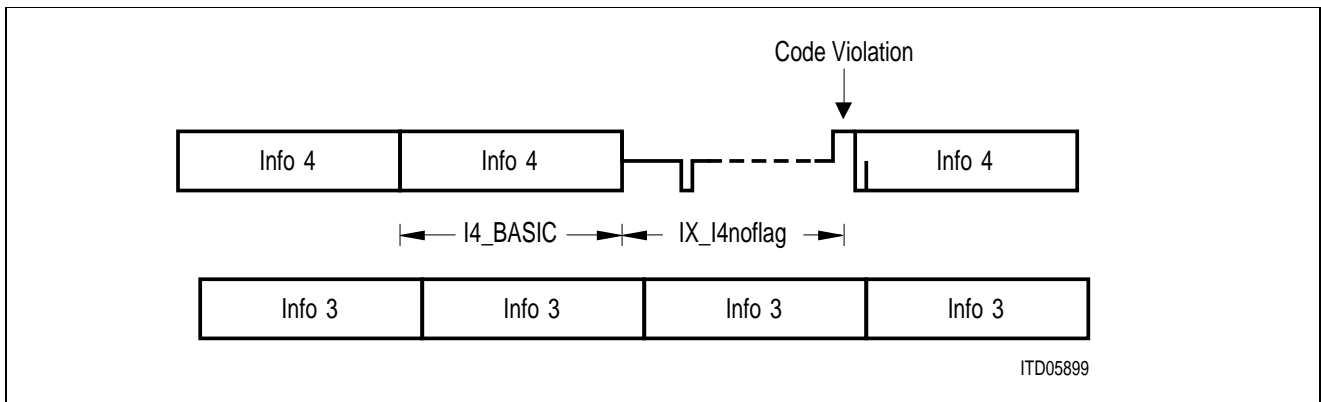 Code Violation
Info 4 Info 4 Info 4
I4_BASIC IX_I4noflag
Info 3 Info 3 Info 3 Info 3
ITD05899